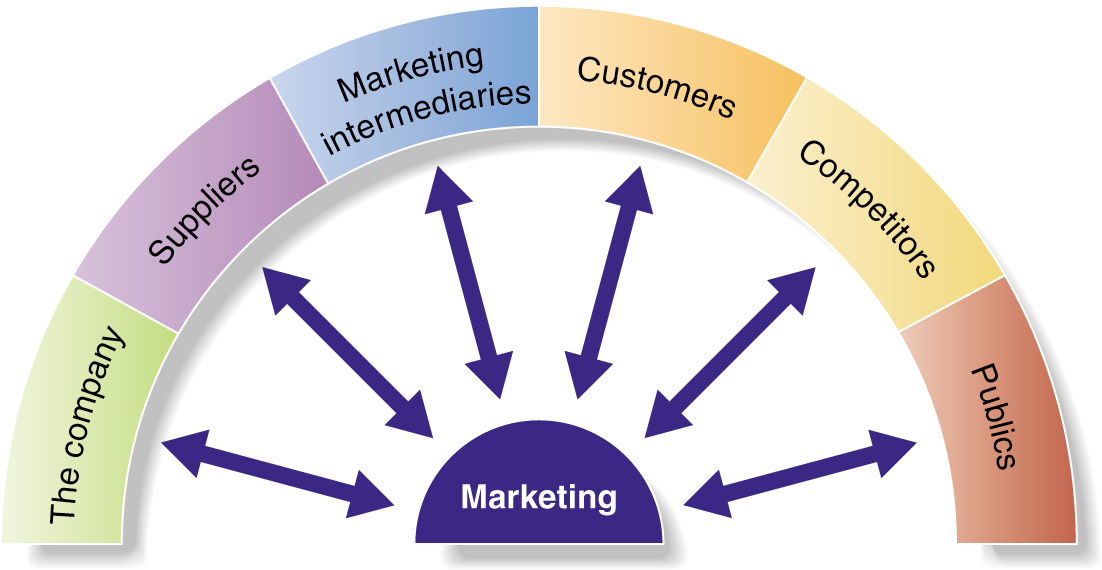 The company
Suppliers
Marketing
intermediaries
Customers
Competitors
Publics
Marketing